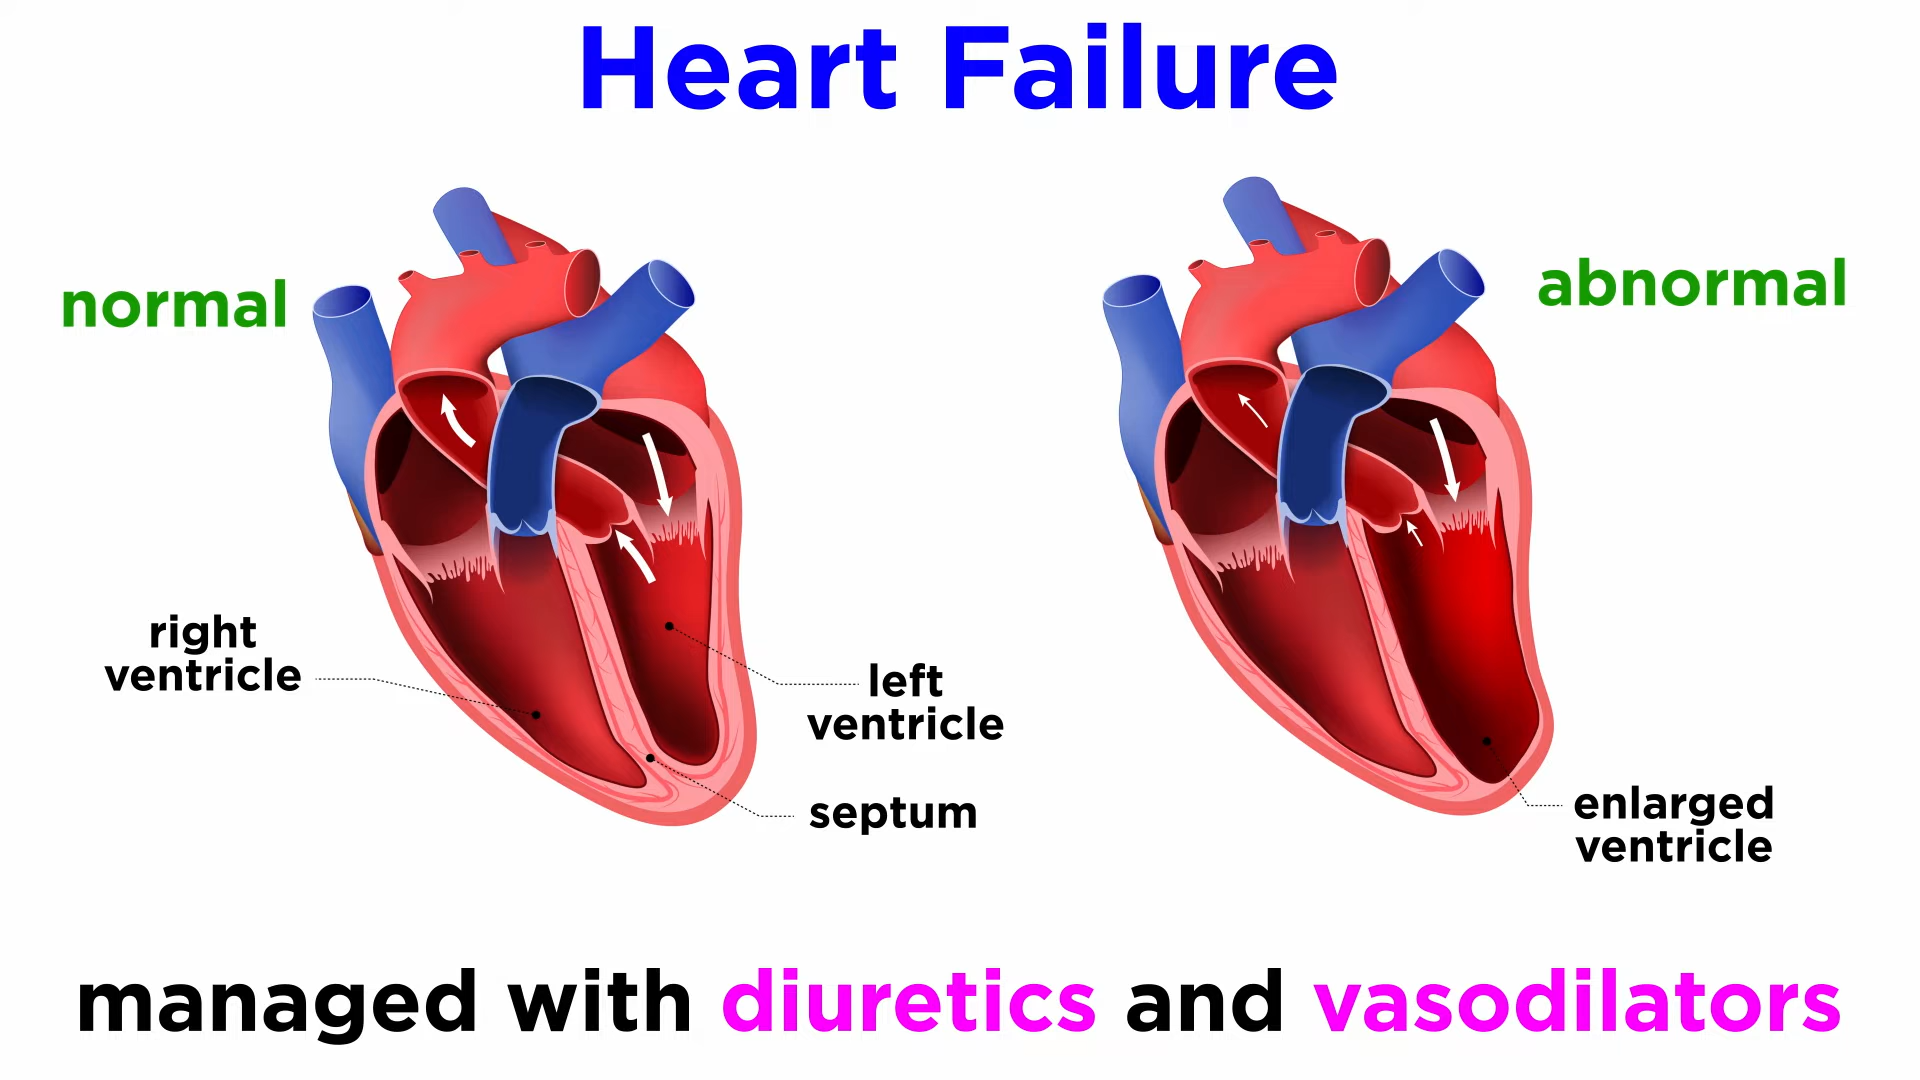 Heart Failure
normal
abnormal
right
ventricle
left
ventricle
septum
enlarged
ventricle
managed with diuretics and vasodilators